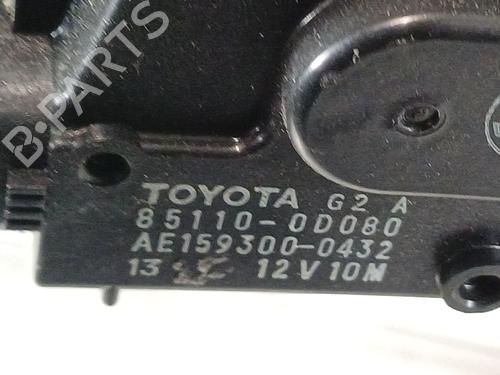 B-PARTS
TOYOTA G2 A
85110-0D080
AE159300-0432
13 12V 10M